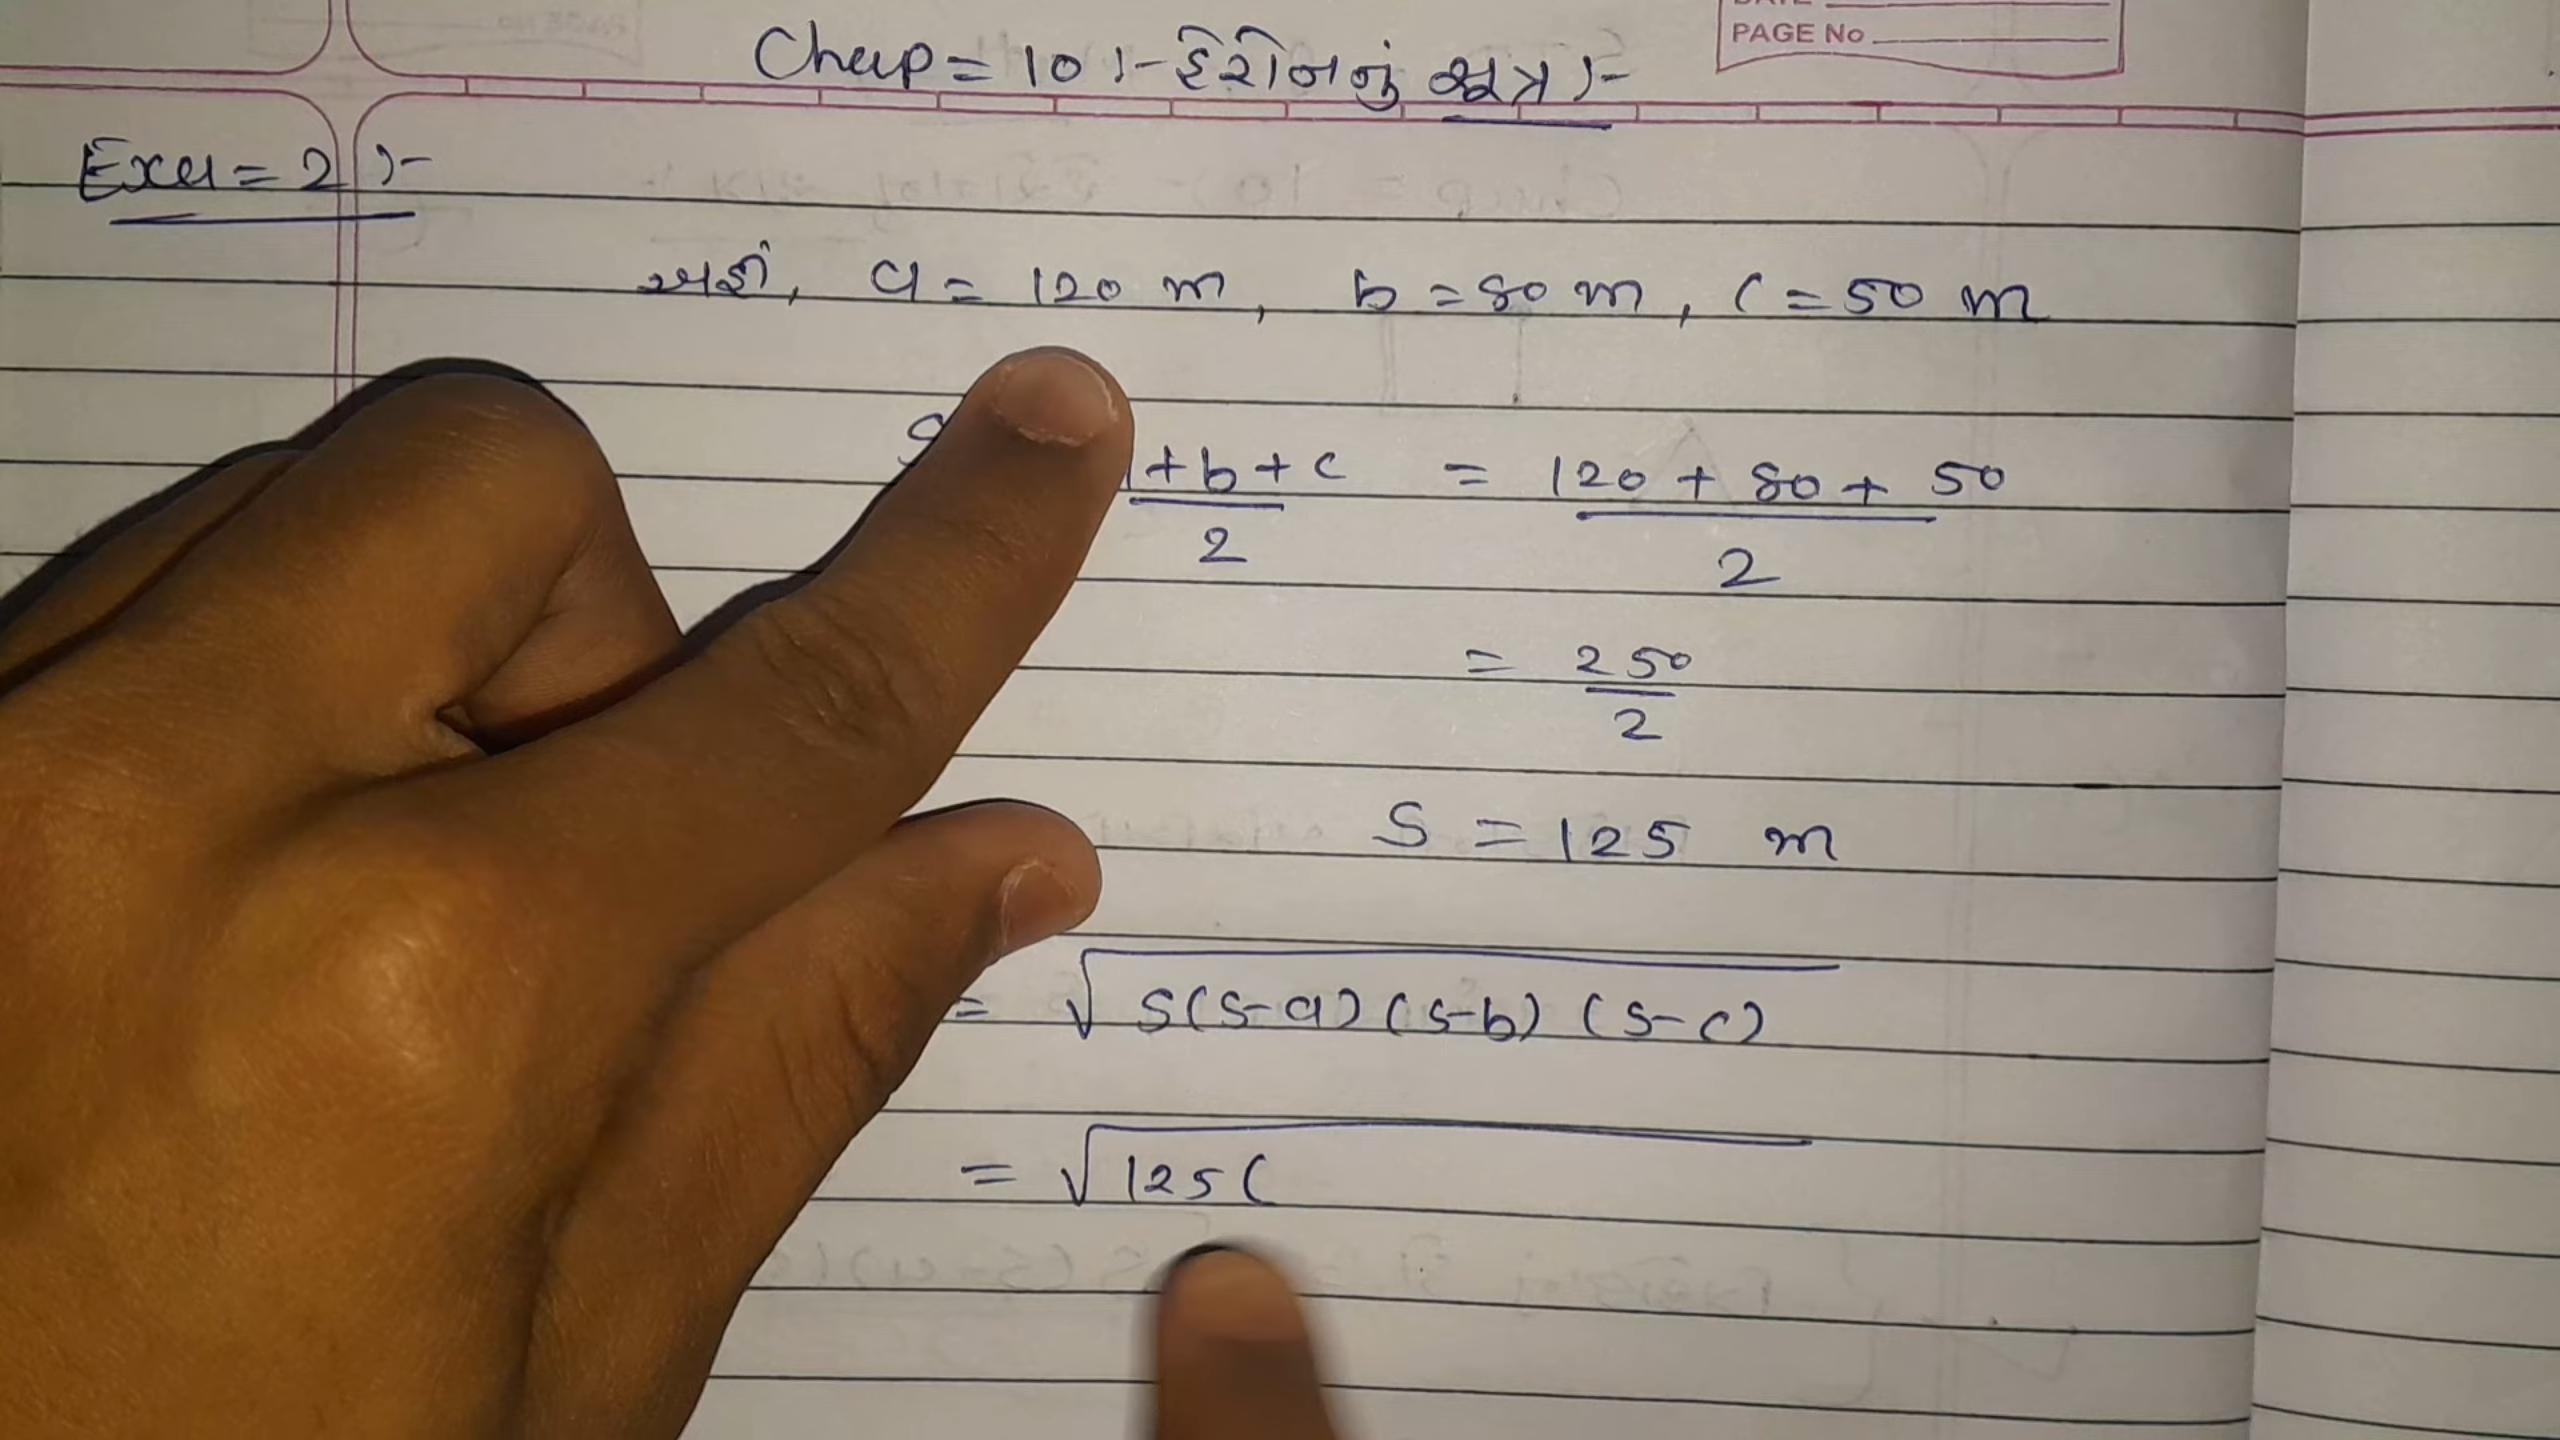 PAGE No
Chap = 10 :- હેરોનનું સૂત્ર :-
Exa = 2 :-
અહીં, a = 120 m, b = 80 m, c = 50 m
+ b + c = 120 + 80 + 50
2 2
= 250
2
S = 125 m
= √ S(S-a) (S-b) (S-c)
= √ 125 (